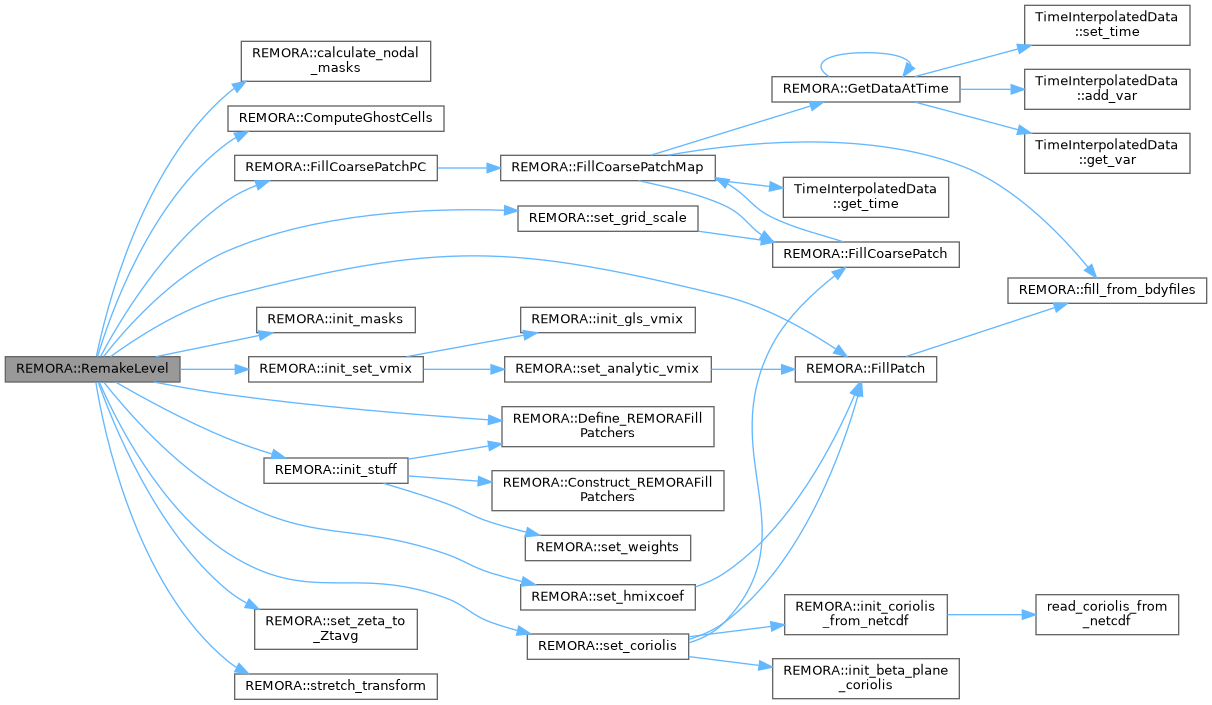 REMORA::RemakeLevel
REMORA::calculate_nodal
_masks
REMORA::ComputeGhostCells
REMORA::FillCoarsePatchPC
REMORA::FillCoarsePatchMap
REMORA::GetDataAtTime
TimeInterpolatedData
::set_time
TimeInterpolatedData
::add_var
TimeInterpolatedData
::get_var
TimeInterpolatedData
::get_time
REMORA::set_grid_scale
REMORA::FillCoarsePatch
REMORA::fill_from_bdyfiles
REMORA::init_masks
REMORA::init_gls_vmix
REMORA::init_set_vmix
REMORA::set_analytic_vmix
REMORA::FillPatch
REMORA::Define_REMORAFill
Patchers
REMORA::init_stuff
REMORA::Construct_REMORAFill
Patchers
REMORA::set_weights
REMORA::set_hmixcoef
REMORA::set_zeta_to
_Ztavg
REMORA::set_coriolis
REMORA::init_coriolis
_from_netcdf
read_coriolis_from
_netcdf
REMORA::init_beta_plane
_coriolis
REMORA::stretch_transform